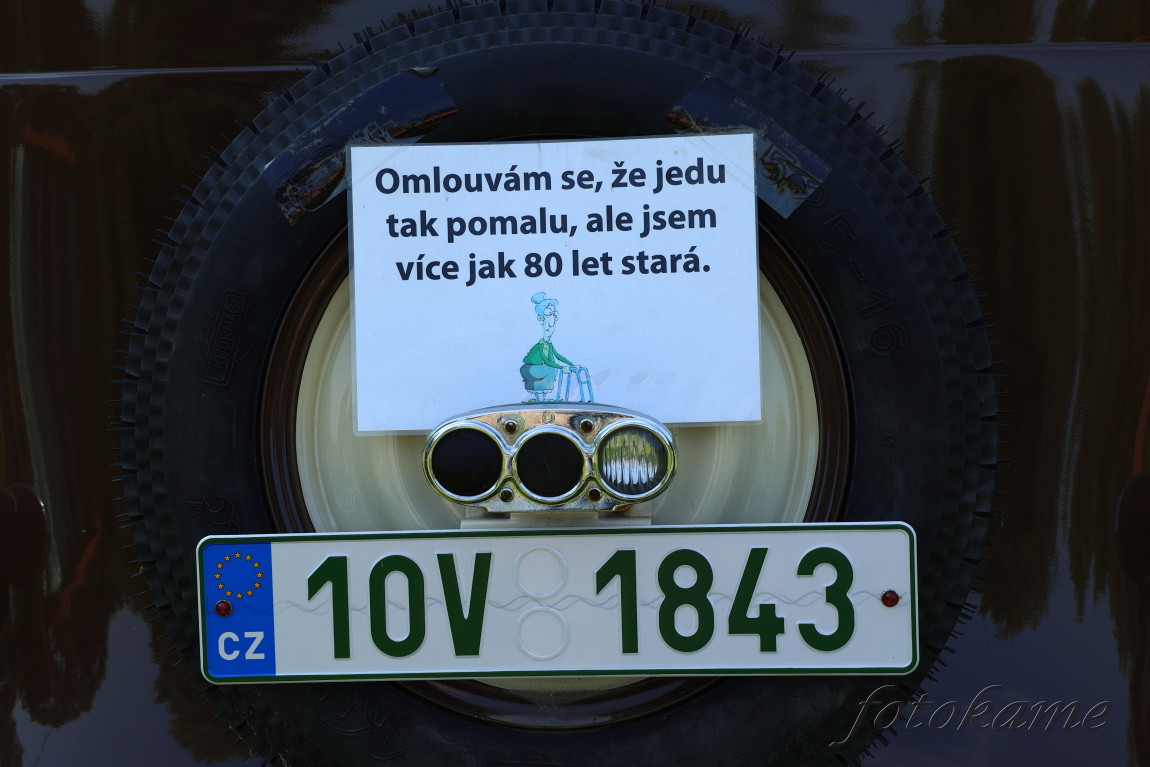 Omlouvám se, že jedu
tak pomalu, ale jsem
více jak 80 let stará.
CZ
10V 1843
fotokame